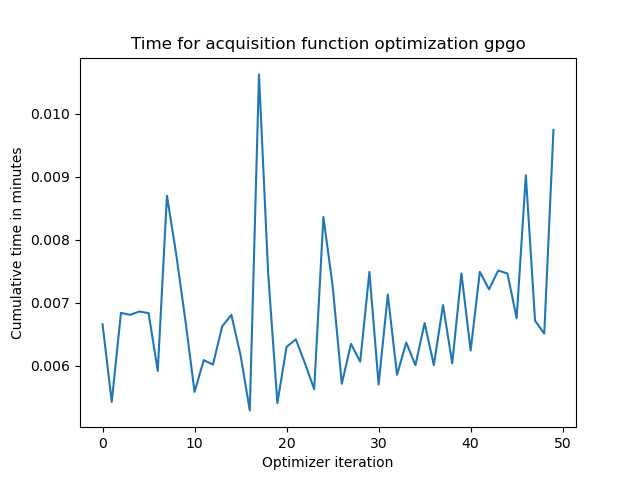 Time for acquisition function optimization gpgo
Cumulative time in minutes
0.010
0.009
0.008
0.007
0.006
0 10 20 30 40 50
Optimizer iteration